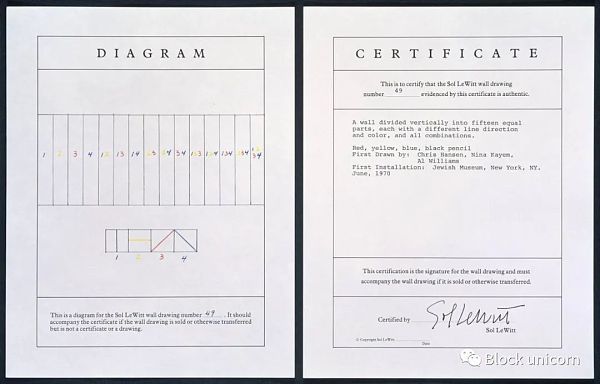 DIAGRAM
1 2 3 4 12 13 14 23 24 34 123 124 134 234 12
34
1 2 3 4
This is a diagram for the Sol LeWitt wall drawing number 49. It should
accompany the certificate if the wall drawing is sold or otherwise transferred
but is not a certificate or a drawing.
CERTIFICATE
This is to certify that the Sol LeWitt wall drawing
number 49 evidenced by this certificate is authentic.
A wall divided vertically into fifteen equal
parts, each with a different line direction
and color, and all combinations.
Red, yellow, blue, black pencil
First Drawn by: Chris Hansen, Nina Kayem,
Al Williams
First Installation: Jewish Museum, New York, NY.
June, 1970
This certification is the signature for the wall drawing and must
accompany the wall drawing if it is sold or otherwise transferred.
Certified by Sol LeWitt
Sol LeWitt
© Copyright Sol LeWitt
Date
Block unicorn